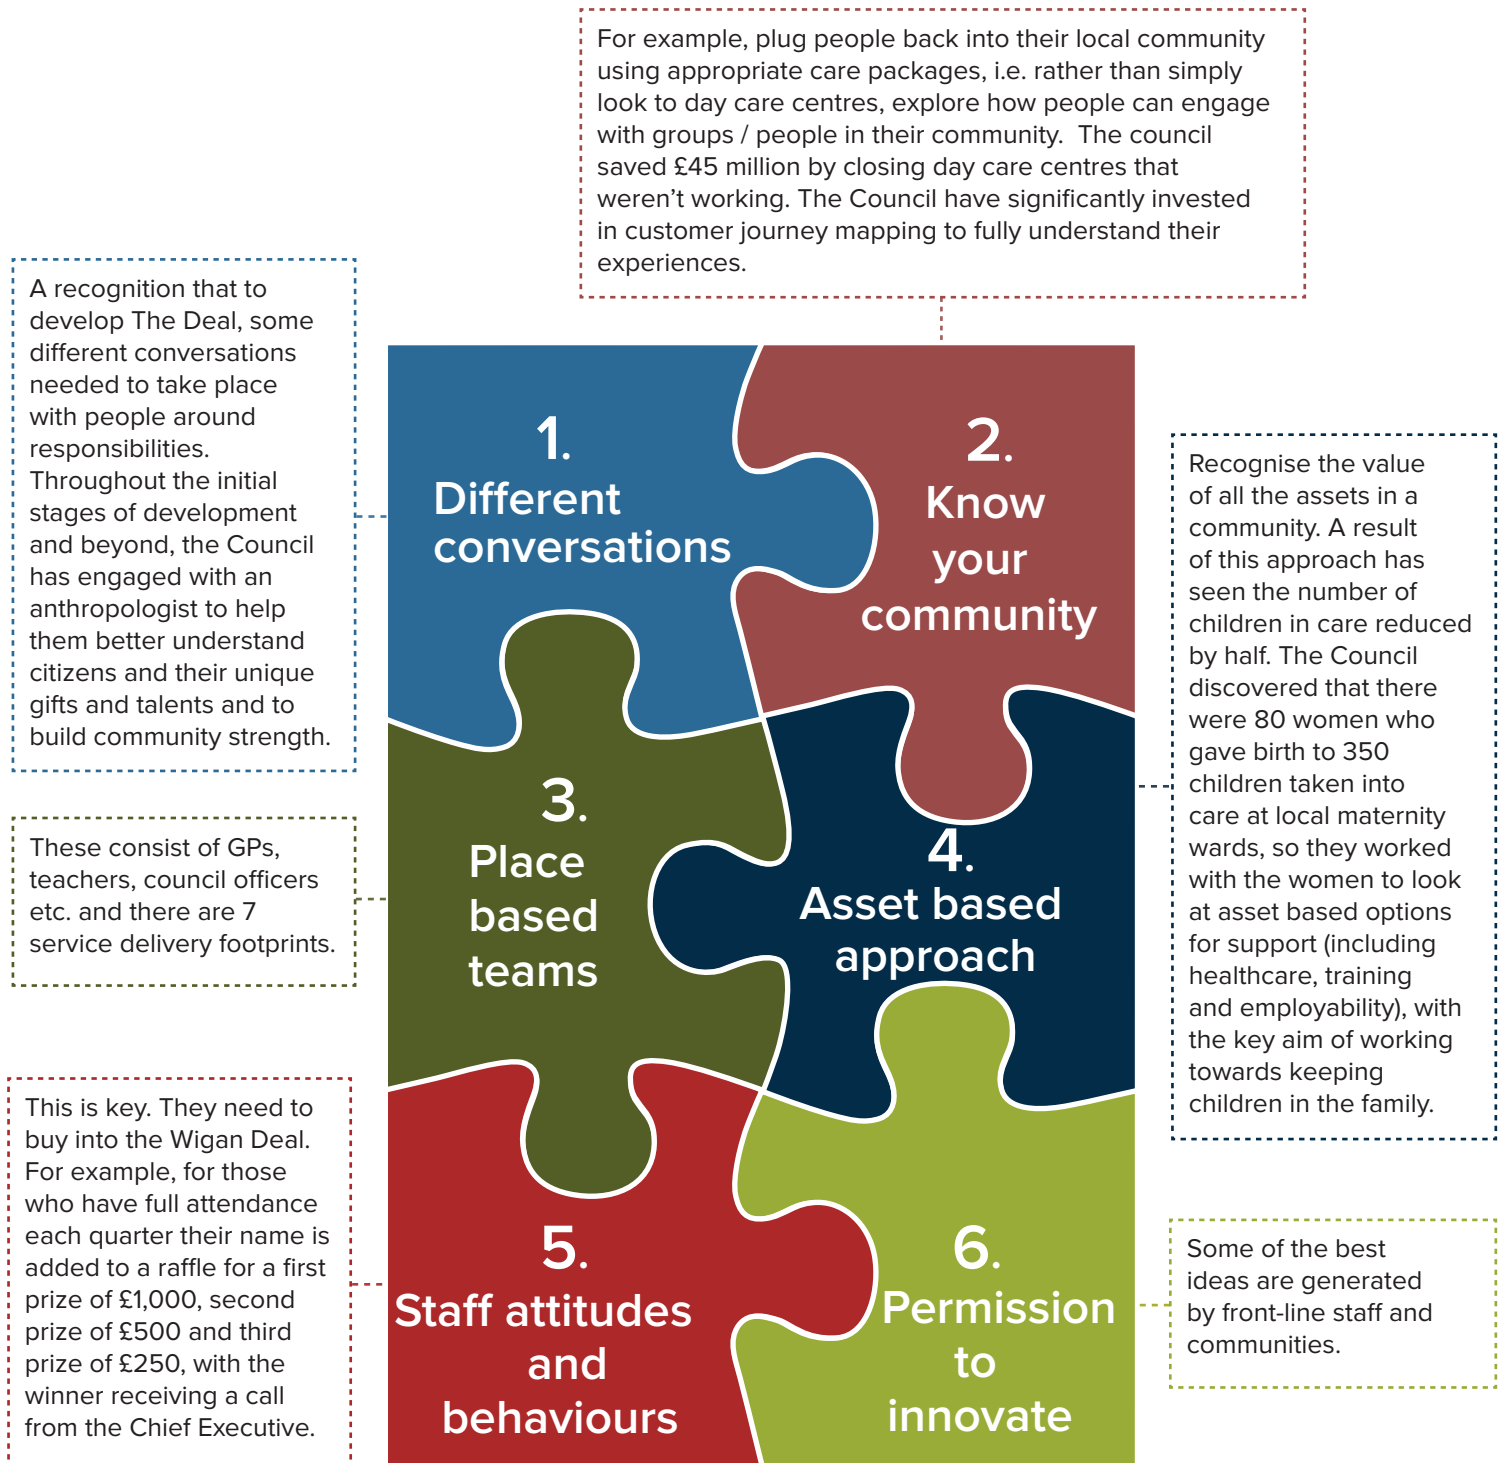 For example, plug people back into their local community
using appropriate care packages, i.e. rather than simply
look to day care centres, explore how people can engage
with groups / people in their community.  The council
saved £45 million by closing day care centres that
weren’t working. The Council have significantly invested
in customer journey mapping to fully understand their
experiences.
A recognition that to
develop The Deal, some
different conversations
needed to take place
with people around
responsibilities.
Throughout the initial
stages of development
and beyond, the Council
has engaged with an
anthropologist to help
them better understand
citizens and their unique
gifts and talents and to
build community strength.
1.
Different
conversations
2.
Know
your
community
Recognise the value
of all the assets in a
community. A result
of this approach has
seen the number of
children in care reduced
by half. The Council
discovered that there
were 80 women who
gave birth to 350
children taken into
care at local maternity
wards, so they worked
with the women to look
at asset based options
for support (including
healthcare, training
and employability), with
the key aim of working
towards keeping
children in the family.
These consist of GPs,
teachers, council officers
etc. and there are 7
service delivery footprints.
3.
Place
based
teams
4.
Asset based
approach
This is key. They need to
buy into the Wigan Deal.
For example, for those
who have full attendance
each quarter their name is
added to a raffle for a first
prize of £1,000, second
prize of £500 and third
prize of £250, with the
winner receiving a call
from the Chief Executive.
5.
Staff attitudes
and
behaviours
6.
Permission
to
innovate
Some of the best
ideas are generated
by front-line staff and
communities.